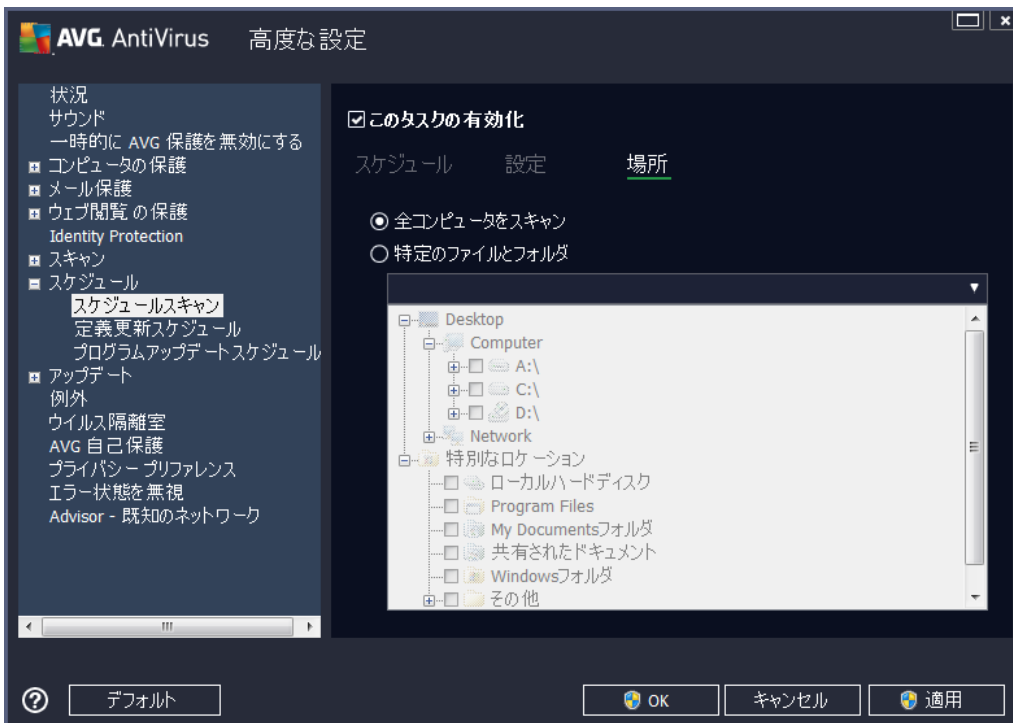 AVG. AntiVirus 高度な設定
状況
サウンド
一時的に AVG 保護を無効にする
コンピュータの保護
メール保護
ウェブ閲覧 の保護
Identity Protection
スキャン
スケジュール
スケジュールスキャン
定義更新スケジュール
プログラムアップデートスケジュール
アップデート
例外
ウイルス隔離室
AVG 自己保護
プライバシー プリファレンス
エラー状態を無視
Advisor - 既知のネットワーク
このタスクの有効化
スケジュール 設定 場所
全コンピュータをスキャン
特定のファイルとフォルダ
Desktop
Computer
A:\
C:\
D:\
Network
特別なロケーション
ローカルハードディスク
Program Files
My Documentsフォルダ
共有されたドキュメント
Windowsフォルダ
その他
? デフォルト OK キャンセル 適用